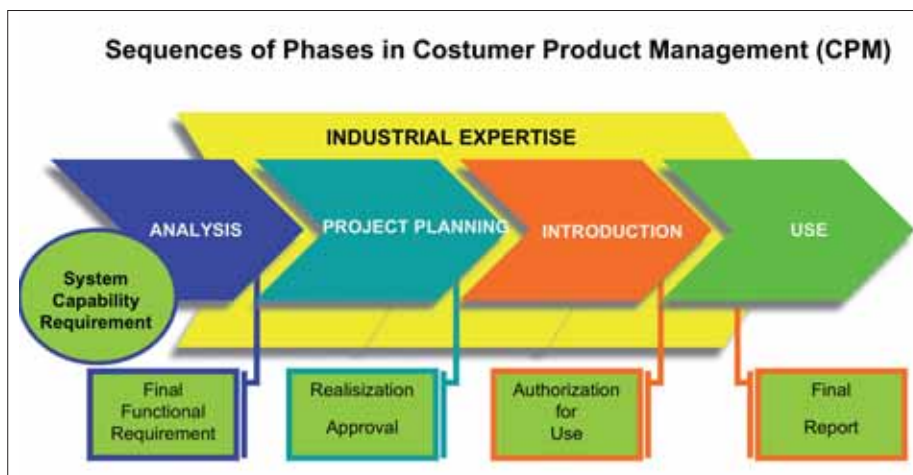 Sequences of Phases in Costumer Product Management (CPM)
INDUSTRIAL EXPERTISE
ANALYSIS
PROJECT PLANNING
INTRODUCTION
USE
System
Capability
Requirement
Final
Functional
Requirement
Realisization
Approval
Authorization
for
Use
Final
Report